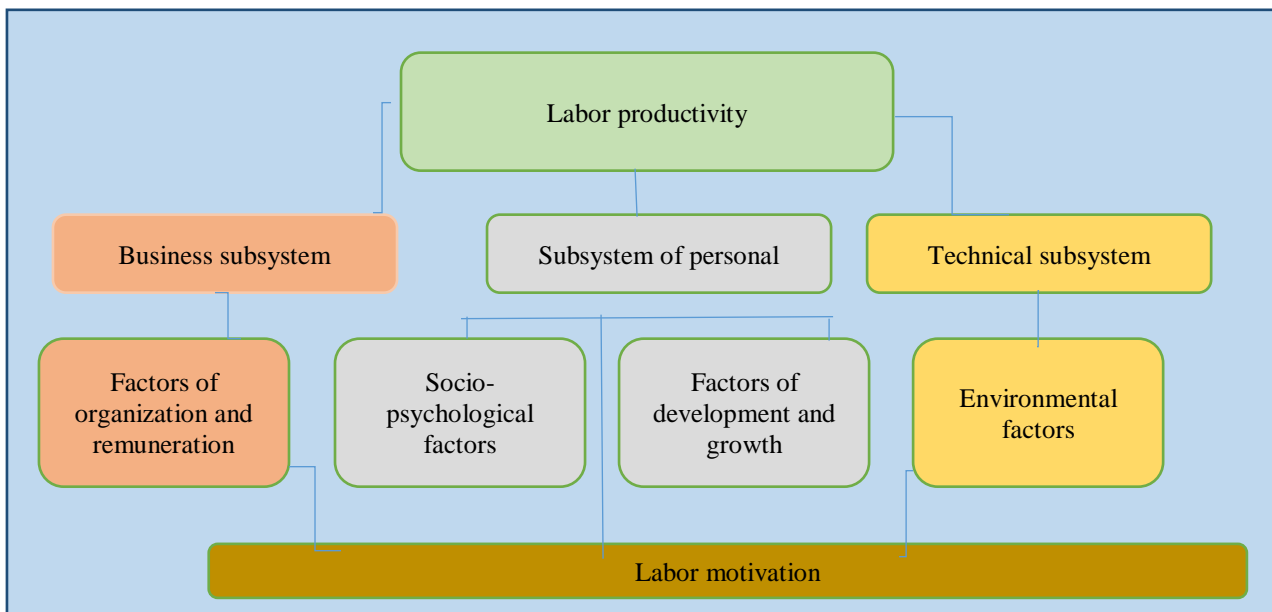 Labor productivity
Business subsystem
Subsystem of personal
Technical subsystem
Factors of
organization and
remuneration
Socio-
psychological
factors
Factors of
development and
growth
Environmental
factors
Labor motivation